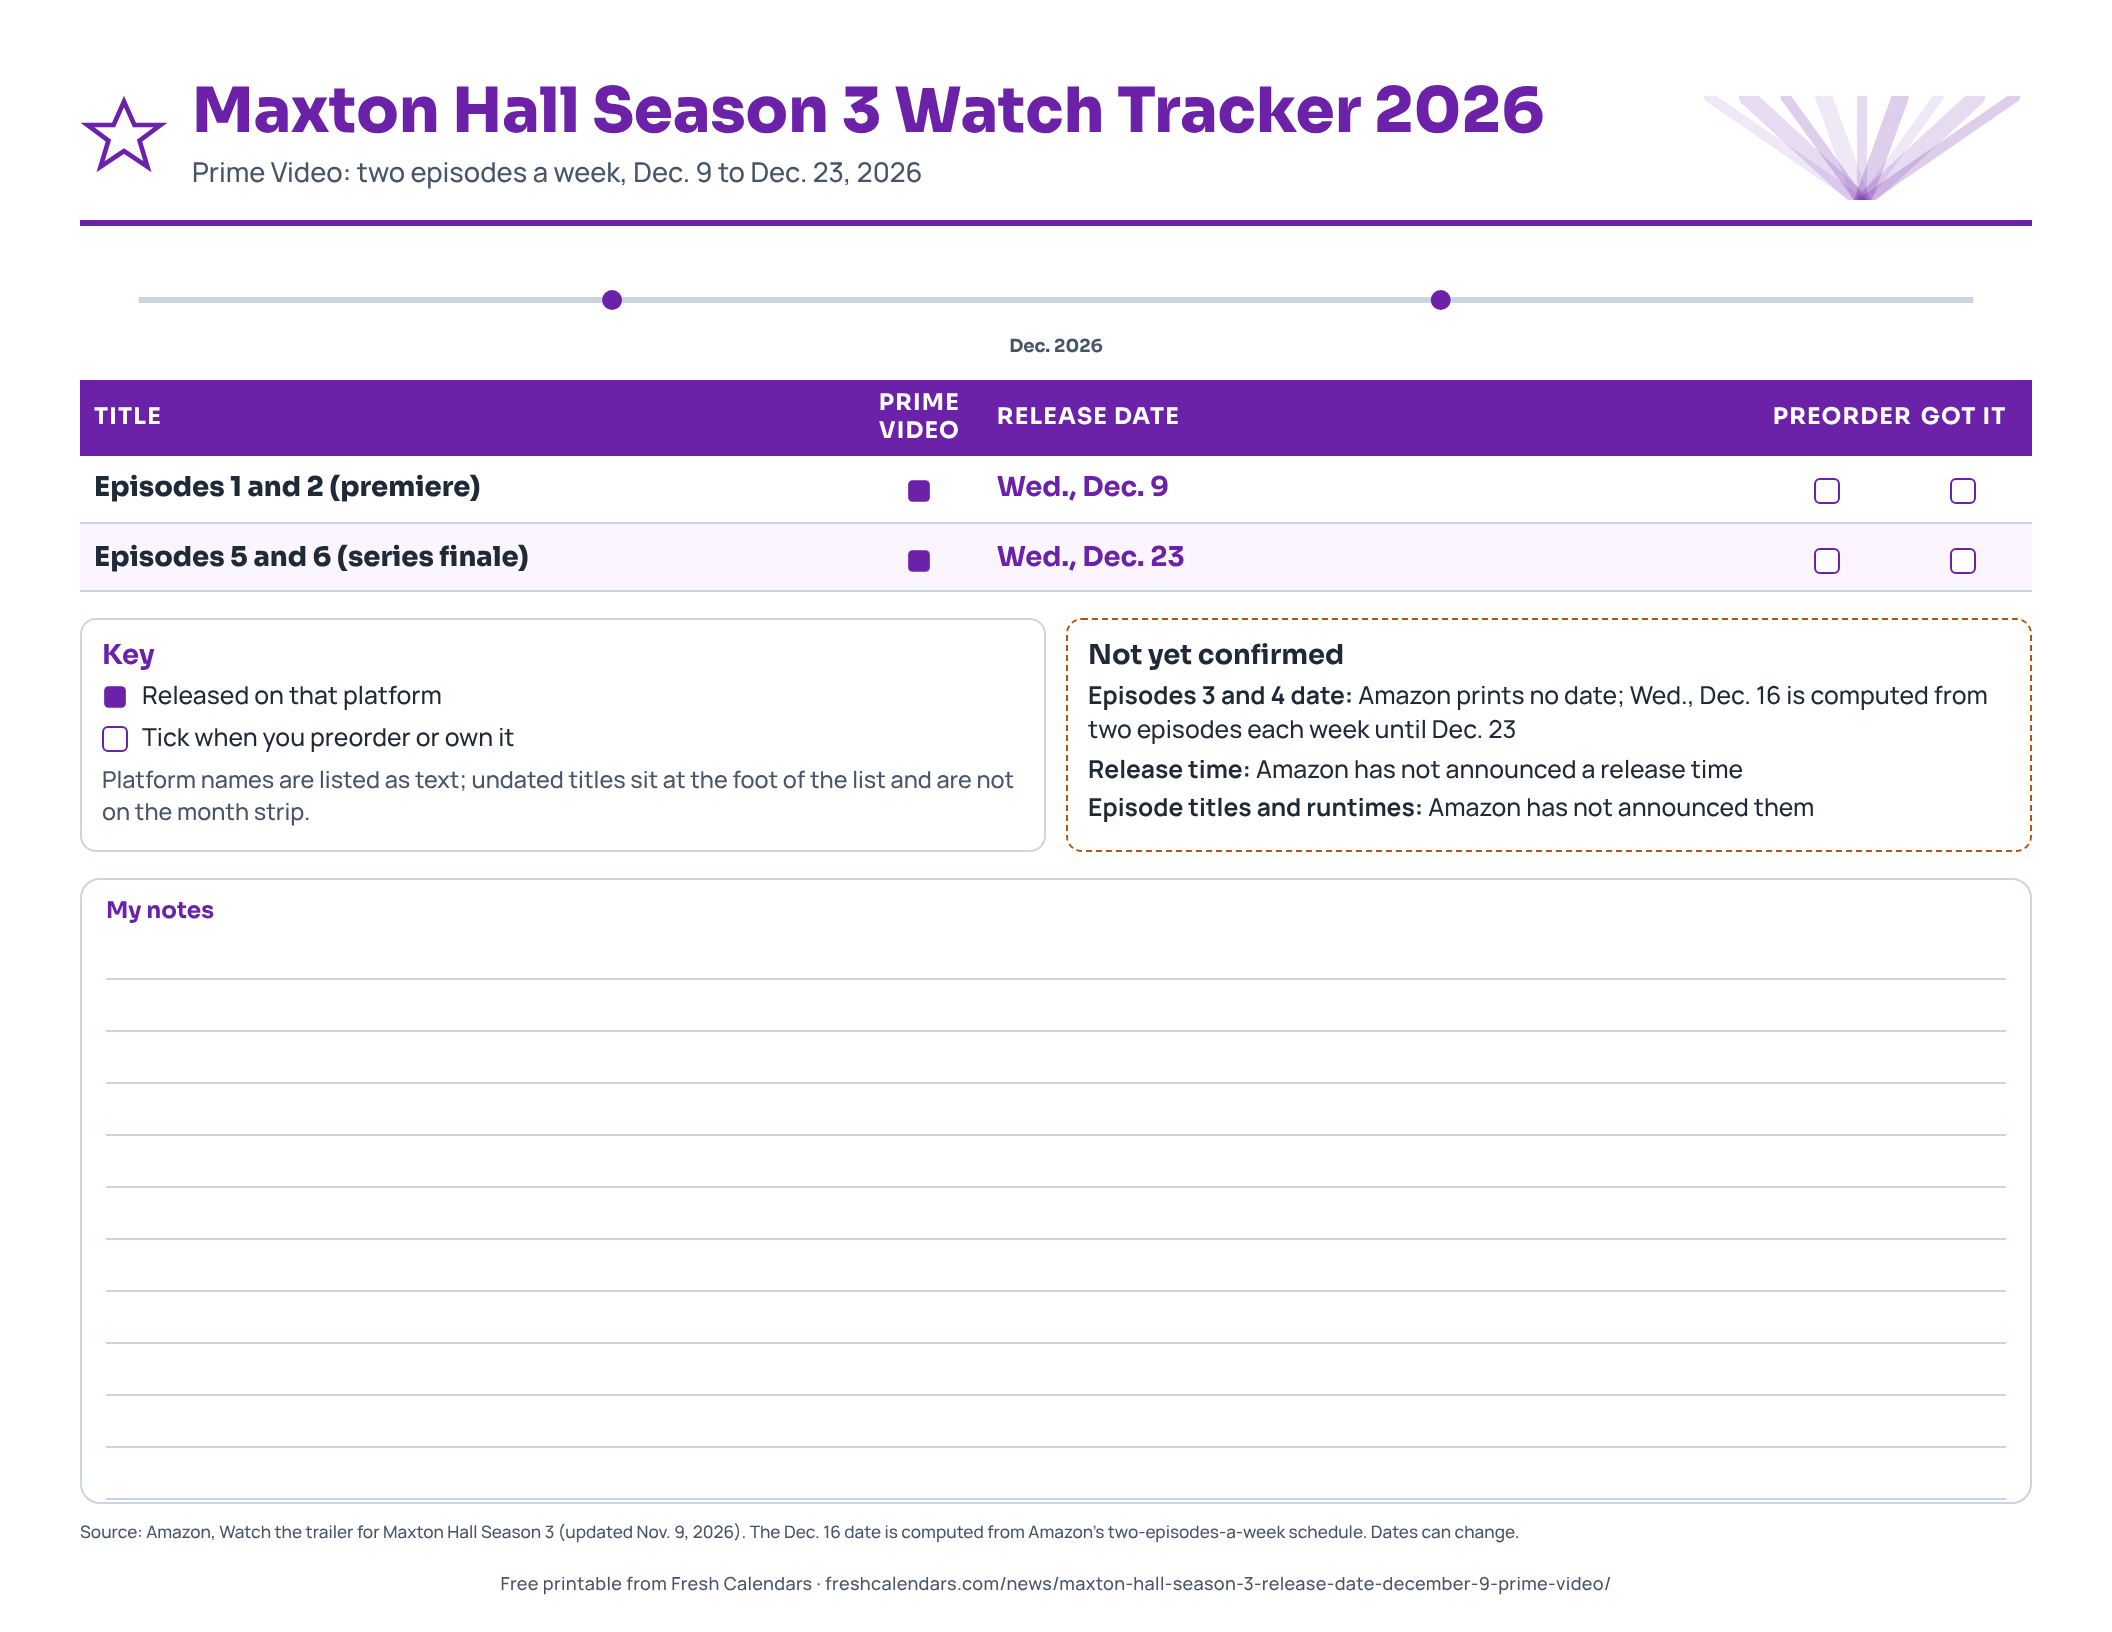 Maxton Hall Season 3 Watch Tracker 2026
Prime Video: two episodes a week, Dec. 9 to Dec. 23, 2026
Dec. 2026
TITLE PRIME VIDEO RELEASE DATE PREORDER GOT IT
Episodes 1 and 2 (premiere) Wed., Dec. 9
Episodes 5 and 6 (series finale) Wed., Dec. 23
Key
Released on that platform
Tick when you preorder or own it
Platform names are listed as text; undated titles sit at the foot of the list and are not
on the month strip.
Not yet confirmed
Episodes 3 and 4 date: Amazon prints no date; Wed., Dec. 16 is computed from
two episodes each week until Dec. 23
Release time: Amazon has not announced a release time
Episode titles and runtimes: Amazon has not announced them
My notes
Source: Amazon, Watch the trailer for Maxton Hall Season 3 (updated Nov. 9, 2026). The Dec. 16 date is computed from Amazon's two-episodes-a-week schedule. Dates can change.
Free printable from Fresh Calendars · freshcalendars.com/news/maxton-hall-season-3-release-date-december-9-prime-video/